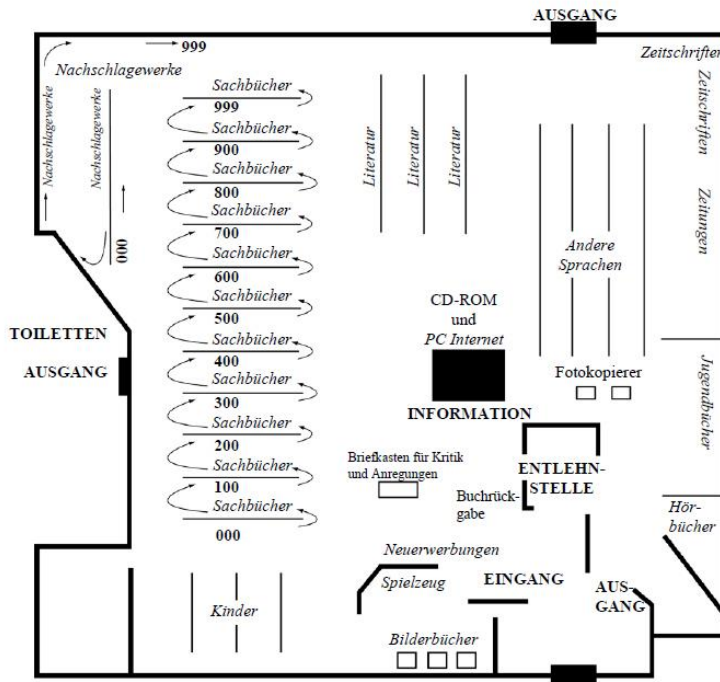 AUSGANG
999
Zeitschriften
Nachschlagewerke
Nachschlagewerke
Nachschlagewerke
000
Sachbücher
999
Sachbücher
900
Sachbücher
800
Sachbücher
700
Sachbücher
600
Sachbücher
500
Sachbücher
400
Sachbücher
300
Sachbücher
200
Sachbücher
100
Sachbücher
000
Literatur
Literatur
Literatur
Andere
Sprachen
Zeitschriften
Zeitungen
CD-ROM
und
PC Internet
INFORMATION
TOILETTEN
AUSGANG
Fotokopierer
Jugendbücher
Briefkasten für Kritik
und Anregungen
ENTLEHN-
STELLE
Buchrück-
gabe
Hör-
bücher
Neuerwerbungen
Spielzeug
EINGANG
AUS-
GANG
Kinder
Bilderbücher